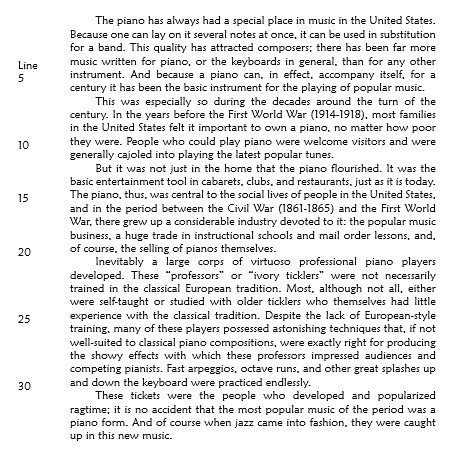 The piano has always had a special place in music in the United States.
Because one can lay on it several notes at once, it can be used in substitution
for a band. This quality has attracted composers; there has been far more
Line music written for piano, or the keyboards in general, than for any other
5 instrument. And because a piano can, in effect, accompany itself, for a
century it has been the basic instrument for the playing of popular music.
This was especially so during the decades around the turn of the
century. In the years before the First World War (1914-1918), most families
in the United States felt it important to own a piano, no matter how poor
10 they were. People who could play piano were welcome visitors and were
generally cajoled into playing the latest popular tunes.
But it was not just in the home that the piano flourished. It was the
basic entertainment tool in cabarets, clubs, and restaurants, just as it is today.
15 The piano, thus, was central to the social lives of people in the United States,
and in the period between the Civil War (1861-1865) and the First World
War, there grew up a considerable industry devoted to it: the popular music
business, a huge trade in instructional schools and mail order lessons, and,
20 of course, the selling of pianos themselves.
Inevitably a large corps of virtuoso professional piano players
developed. These “professors” or “ivory ticklers” were not necessarily
trained in the classical European tradition. Most, although not all, either
were self-taught or studied with older ticklers who themselves had little
25 experience with the classical tradition. Despite the lack of European-style
training, many of these players possessed astonishing techniques that, if not
well-suited to classical piano compositions, were exactly right for producing
the showy effects with which these professors impressed audiences and
competing pianists. Fast arpeggios, octave runs, and other great splashes up
30 and down the keyboard were practiced endlessly.
These tickets were the people who developed and popularized
ragtime; it is no accident that the most popular music of the period was a
piano form. And of course when jazz came into fashion, they were caught
up in this new music.